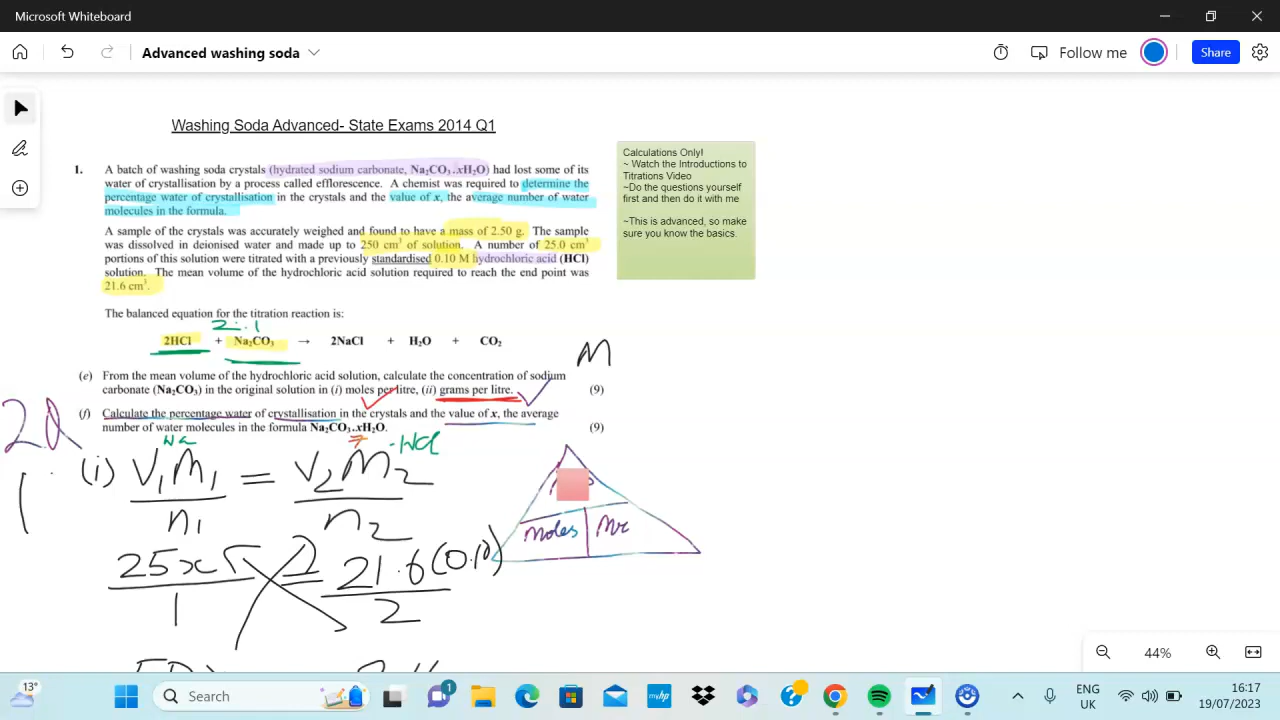 Microsoft Whiteboard
Advanced washing soda
Follow me
Share
Washing Soda Advanced- State Exams 2014 Q1
1. A batch of washing soda crystals (hydrated sodium carbonate, Na₂CO₃.xH₂O) had lost some of its
water of crystallisation by a process called efflorescence. A chemist was required to determine the
percentage water of crystallisation in the crystals and the value of x, the average number of water
molecules in the formula.
A sample of the crystals was accurately weighed and found to have a mass of 2.50 g. The sample
was dissolved in deionised water and made up to 250 cm³ of solution. A number of 25.0 cm³
portions of this solution were titrated with a previously standardised 0.10 M hydrochloric acid (HCl)
solution. The mean volume of the hydrochloric acid solution required to reach the end point was
21.6 cm³.
Calculations Only!
~ Watch the Introductions to
Titrations Video
~Do the questions yourself
first and then do it with me
~This is advanced, so make
sure you know the basics.
The balanced equation for the titration reaction is:
2 : 1
2HCl + Na₂CO₃ → 2NaCl + H₂O + CO₂
M
(e) From the mean volume of the hydrochloric acid solution, calculate the concentration of sodium
carbonate (Na₂CO₃) in the original solution in (i) moles per litre, (ii) grams per litre. (9)
(f) Calculate the percentage water of crystallisation in the crystals and the value of x, the average
number of water molecules in the formula Na₂CO₃.xH₂O. (9)
(i) V₁M₁ = V₂M₂
n₁ n₂
moles Mr
21.6(0.10)
1 2
44%
13°
Search
1
ENG
UK
16:17
19/07/2023